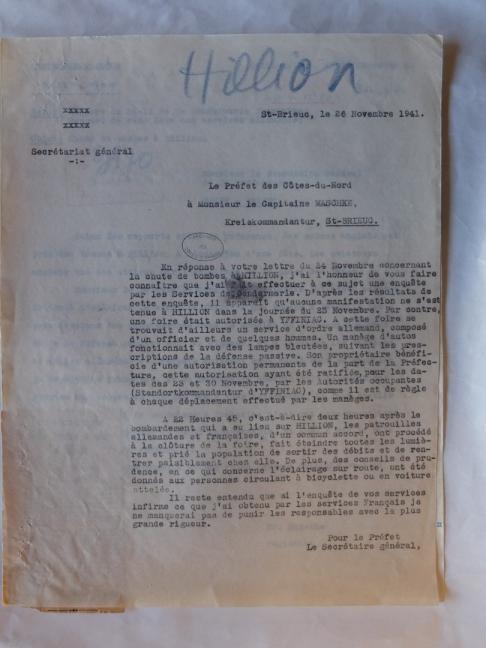 Hillion
xxxxx
xxxxx
St-Brieuc, le 26 Novembre 1941.
Secrétariat général
-:-
Le Préfet des Côtes-du-Nord
à Monsieur le Capitaine MASCHKE,
Kreiskommandantur, St-BRIEUC.
En réponse à votre lettre du 24 Novembre concernant
la chute de bombes à HILLION, j'ai l'honneur de vous faire
connaître que j'ai fait effectuer à ce sujet une enquête
par les Services de Gendarmerie. D'après les résultats de
cette enquête, il apparaît qu'aucune manifestation ne s'est
tenue à HILLION dans la journée du 23 Novembre. Par contre,
une foire était autorisée à YFFINIAC. A cette foire se
trouvait d'ailleurs un service d'ordre allemand, composé
d'un officier et de quelques hommes. Un manège d'autos
fonctionnait avec des lampes bleutées, suivant les pres-
criptions de la défense passive. Son propriétaire bénéfi-
cie d'une autorisation permanente de la part de la Préfec-
ture, cette autorisation ayant été ratifiée, pour les da-
tes des 23 et 30 Novembre, par les Autorités occupantes
(Standortkommandantur d'YFFINIAC), comme il est de règle
à chaque déplacement effectué par les manèges.
A 22 Heures 45, c'est-à-dire deux heures après le
bombardement qui a eu lieu sur HILLION, les patrouilles
allemandes et françaises, d'un commun accord, ont procédé
à la clôture de la foire, fait éteindre toutes les lumiè-
res et prié la population de sortir des débits et de ren-
trer paisiblement chez elle. De plus, des conseils de pru-
dence, en ce qui concerne l'éclairage sur route, ont été
donnés aux personnes circulant à bicyclette ou en voiture
attelée.
Il reste entendu que si l'enquête de vos services
infirme ce que j'ai obtenu par les services Français je
ne manquerai pas de punir les responsables avec la plus
grande rigueur.
Pour le Préfet
Le Secrétaire général,